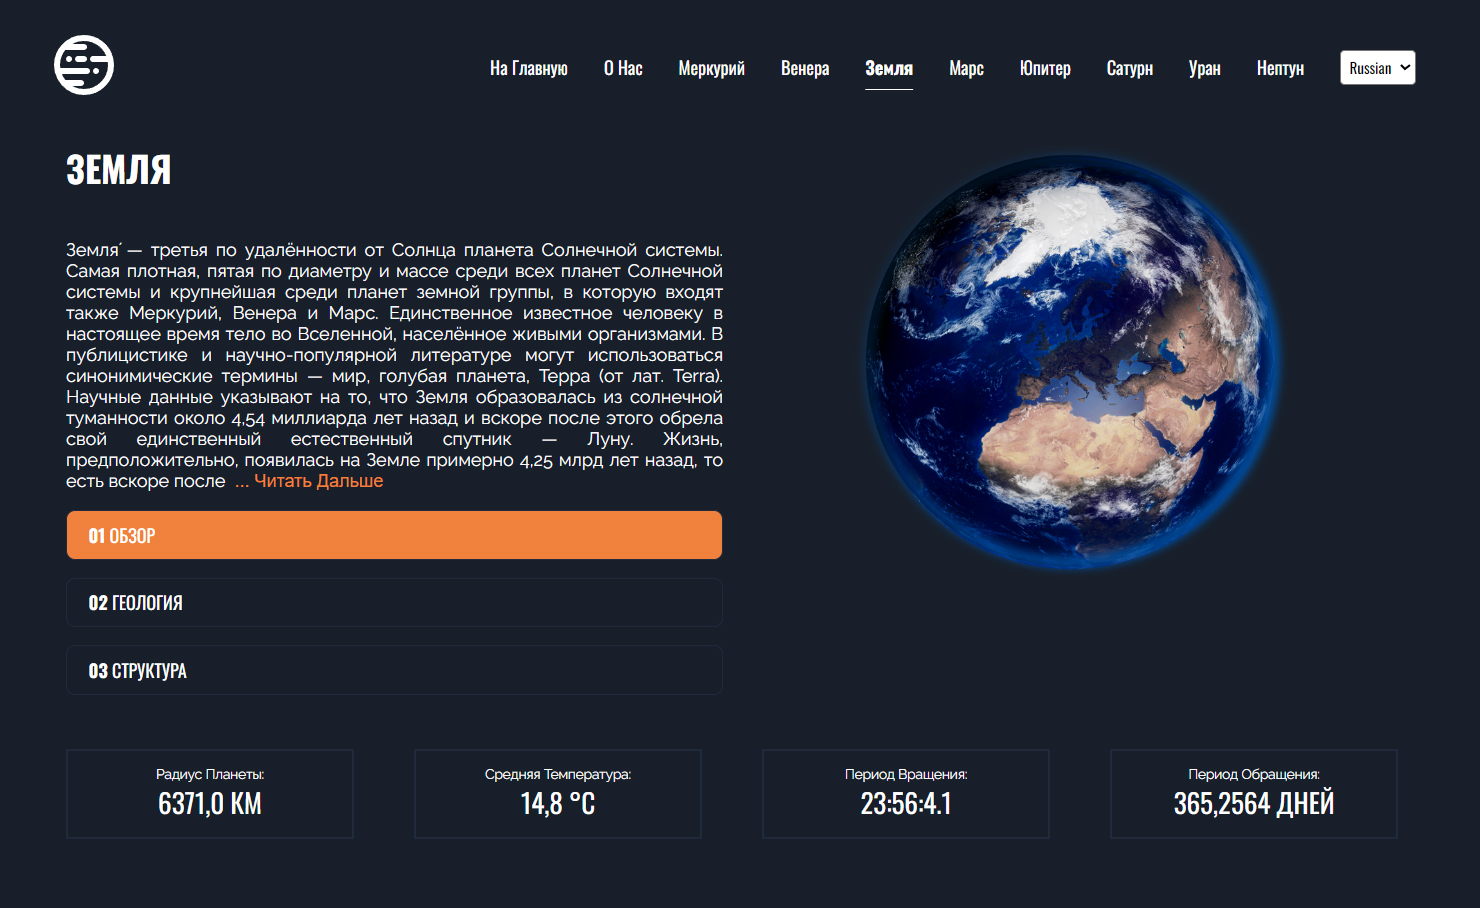 На Главную О Нас Меркурий Венера Земля Марс Юпитер Сатурн Уран Нептун Russian
ЗЕМЛЯ
Земля́ — третья по удалённости от Солнца планета Солнечной системы.
Самая плотная, пятая по диаметру и массе среди всех планет Солнечной
системы и крупнейшая среди планет земной группы, в которую входят
также Меркурий, Венера и Марс. Единственное известное человеку в
настоящее время тело во Вселенной, населённое живыми организмами. В
публицистике и научно-популярной литературе могут использоваться
синонимические термины — мир, голубая планета, Терра (от лат. Terra).
Научные данные указывают на то, что Земля образовалась из солнечной
туманности около 4,54 миллиарда лет назад и вскоре после этого обрела
свой единственный естественный спутник — Луну. Жизнь,
предположительно, появилась на Земле примерно 4,25 млрд лет назад, то
есть вскоре после ... Читать Дальше
01 ОБЗОР
02 ГЕОЛОГИЯ
03 СТРУКТУРА
Радиус Планеты:
6371,0 КМ
Средняя Температура:
14,8 °C
Период Вращения:
23:56:4.1
Период Обращения:
365,2564 ДНЕЙ